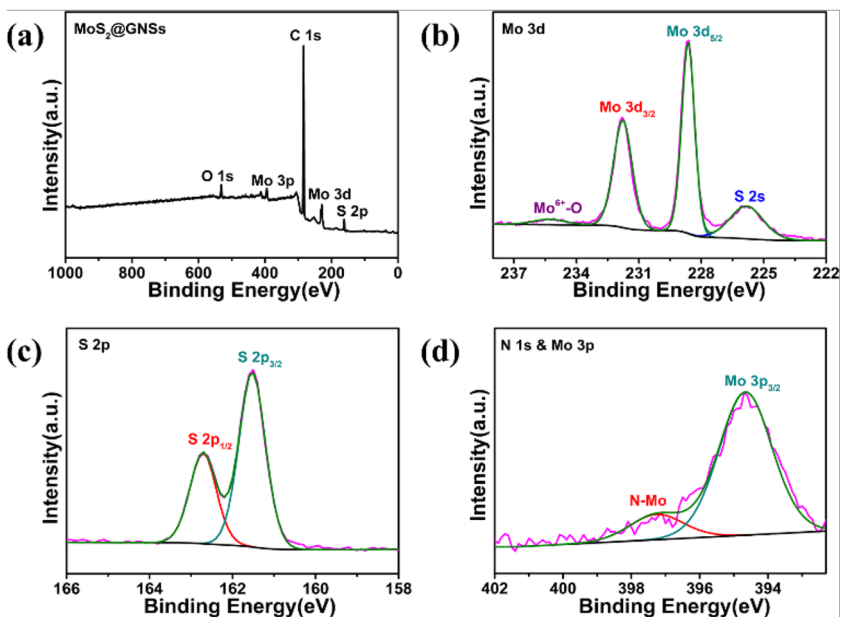 (a)
MoS₂@GNSs
C 1s
O 1s
Mo 3p
Mo 3d
S 2p
Intensity(a.u.)
1000 800 600 400 200 0
Binding Energy(eV)
(b)
Mo 3d
Mo 3d₅/₂
Mo 3d₃/₂
S 2s
Mo⁶⁺-O
Intensity(a.u.)
237 234 231 228 225 222
Binding Energy(eV)
(c)
S 2p
S 2p₃/₂
S 2p₁/₂
Intensity(a.u.)
166 164 162 160 158
Binding Energy(eV)
(d)
N 1s & Mo 3p
Mo 3p₃/₂
N-Mo
Intensity(a.u.)
402 400 398 396 394
Binding Energy(eV)